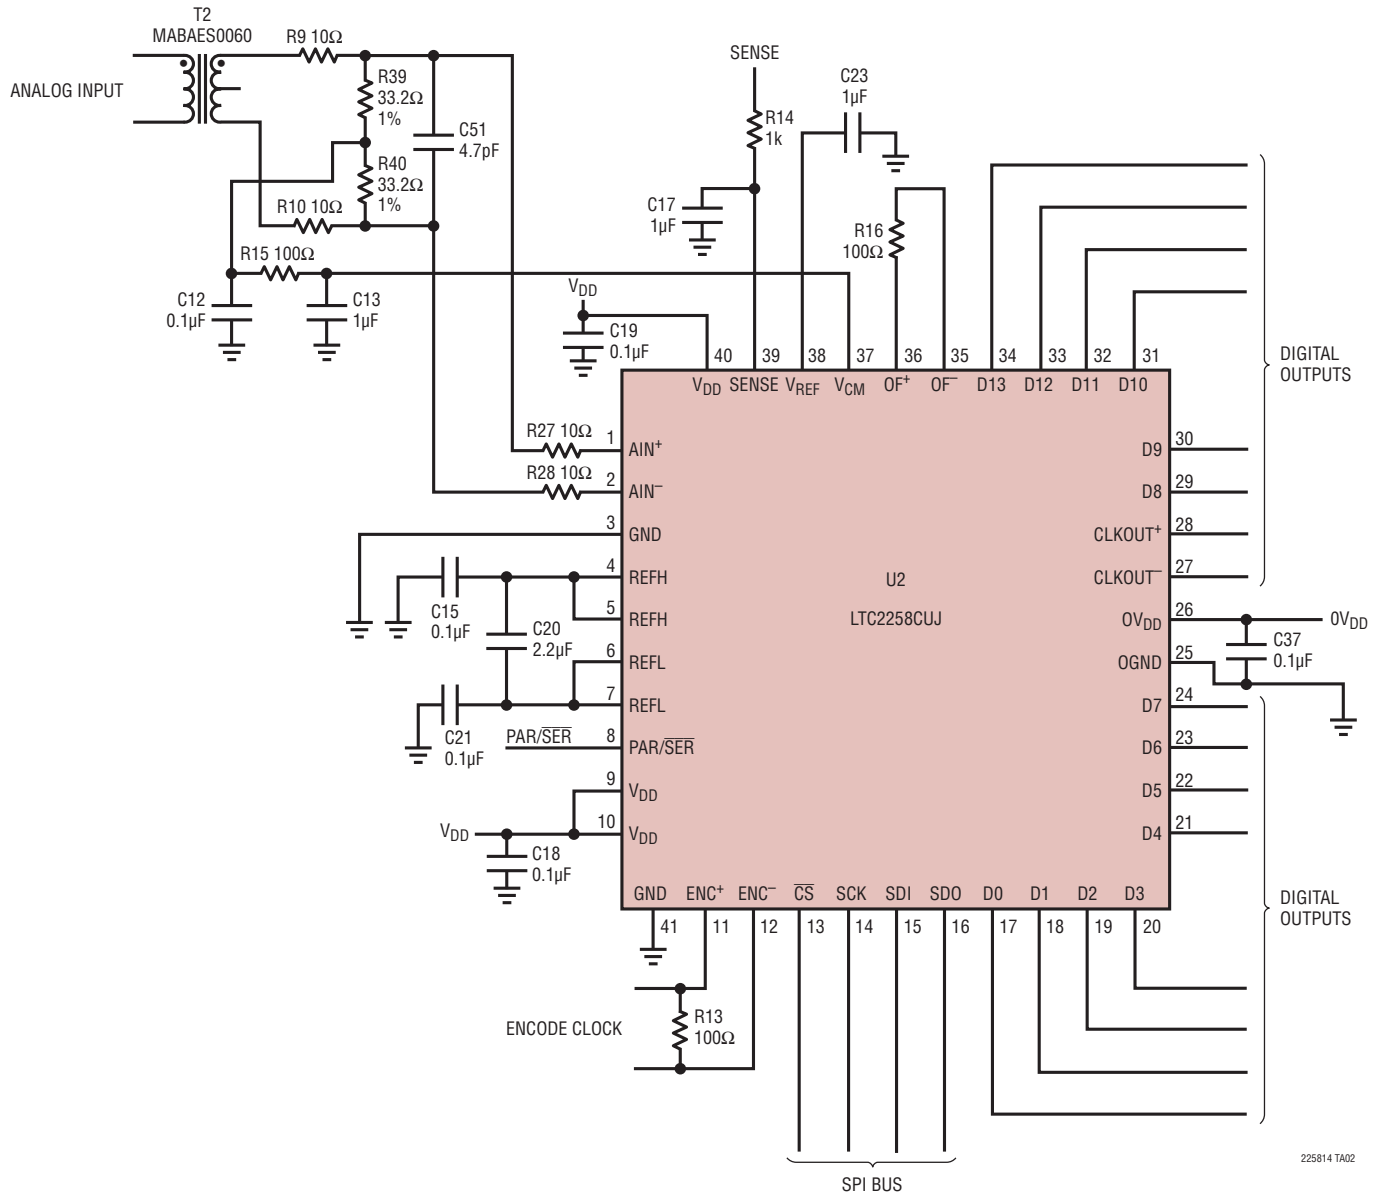 T2
MABAES0060
ANALOG INPUT
R9 10Ω
R39
33.2Ω
1%
C51
4.7pF
R40
33.2Ω
1%
R10 10Ω
R15 100Ω
C12
0.1µF
C13
1µF
SENSE
R14
1k
C17
1µF
C23
1µF
R16
100Ω
VDD
C19
0.1µF
40
39
38
37
36
35
34
33
32
31
VDD
SENSE
VREF
VCM
OF+
OF–
D13
D12
D11
D10
DIGITAL
OUTPUTS
R27 10Ω
1
AIN+
R28 10Ω
2
AIN–
3
GND
4
REFH
5
REFH
6
REFL
7
REFL
C15
0.1µF
C20
2.2µF
C21
0.1µF
PAR/SER
8
PAR/SER
9
VDD
VDD
10
VDD
C18
0.1µF
U2
LTC2258CUJ
D9
30
D8
29
CLKOUT+
28
CLKOUT–
27
OVDD
26
0VDD
C37
0.1µF
OGND
25
D7
24
D6
23
D5
22
D4
21
GND
ENC+
ENC–
CS
SCK
SDI
SDO
D0
D1
D2
D3
41
11
12
13
14
15
16
17
18
19
20
DIGITAL
OUTPUTS
ENCODE CLOCK
R13
100Ω
SPI BUS
225814 TA02